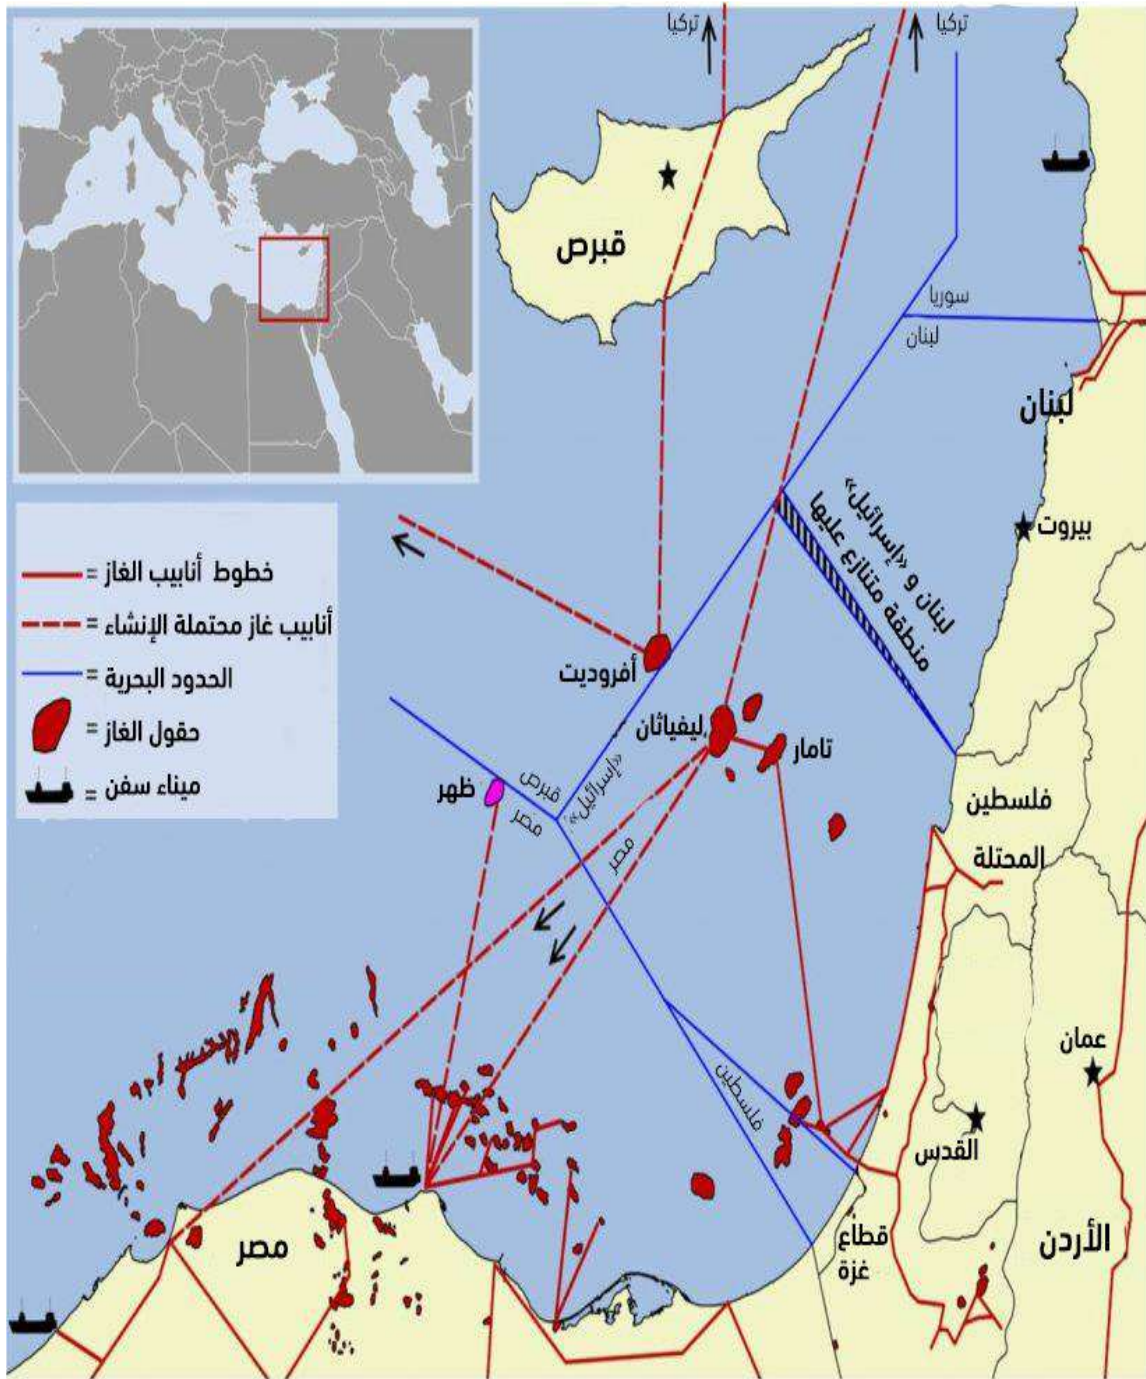 تركيا
تركيا
قبرص
سوريا
لبنان
لبنان
بيروت
لبنان و «إسرائيل»
منطقة متنازع عليها
خطوط أنابيب الغاز =
أنابيب غاز محتملة الإنشاء =
الحدود البحرية =
حقول الغاز =
ميناء سفن =
أفروديت
ليفياثان
تامار
ظهر
قبرص
مصر
«إسرائيل»
مصر
فلسطين
المحتلة
عمان
فلسطين
القدس
الأردن
قطاع
غزة
مصر